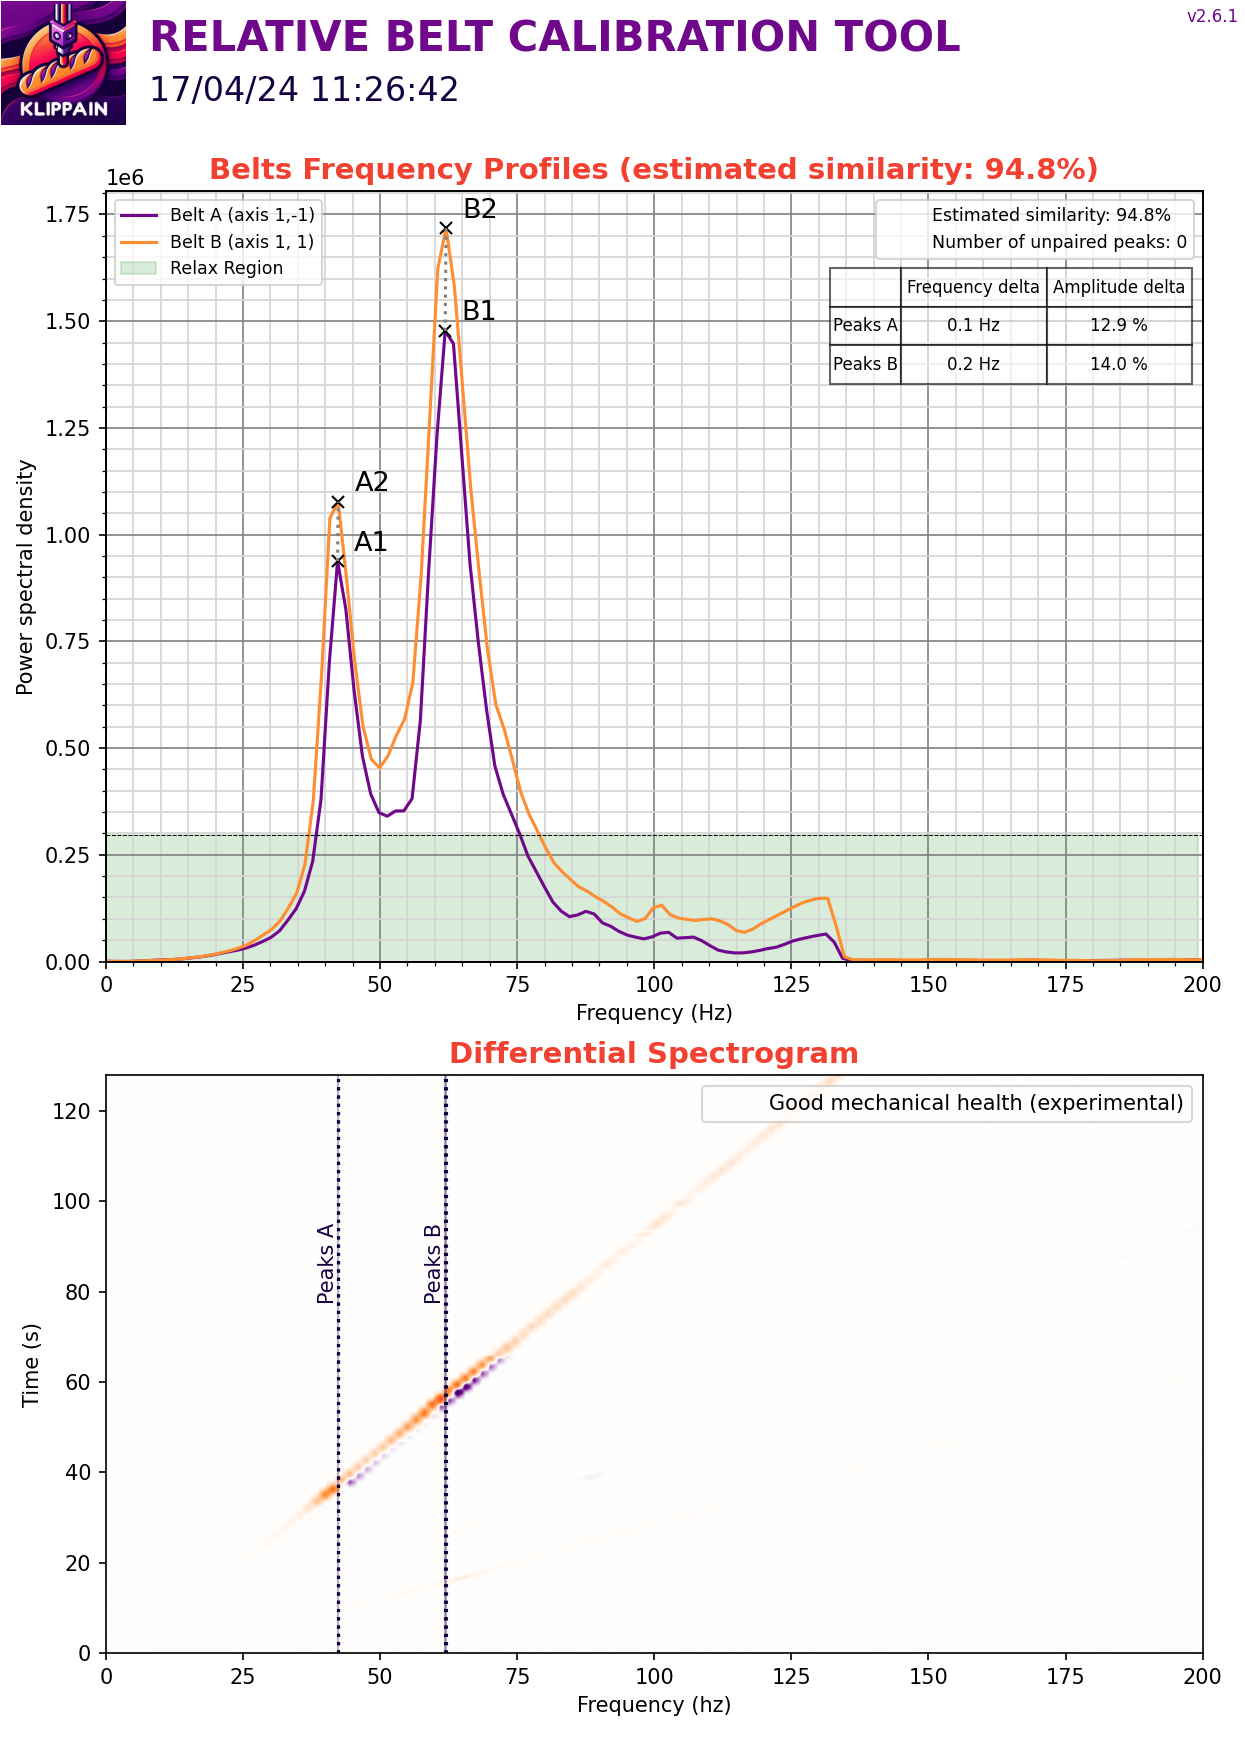 KLIPPAIN
RELATIVE BELT CALIBRATION TOOL
v2.6.1
17/04/24 11:26:42
Belts Frequency Profiles (estimated similarity: 94.8%)
1e6
Belt A (axis 1,-1)
Belt B (axis 1, 1)
Relax Region
Estimated similarity: 94.8%
Number of unpaired peaks: 0
Frequency delta Amplitude delta
Peaks A 0.1 Hz 12.9 %
Peaks B 0.2 Hz 14.0 %
B2
B1
A2
A1
1.75
1.50
1.25
1.00
0.75
0.50
0.25
0.00
Power spectral density
0 25 50 75 100 125 150 175 200
Frequency (Hz)
Differential Spectrogram
Good mechanical health (experimental)
Peaks A
Peaks B
120
100
80
60
40
20
0
Time (s)
0 25 50 75 100 125 150 175 200
Frequency (hz)